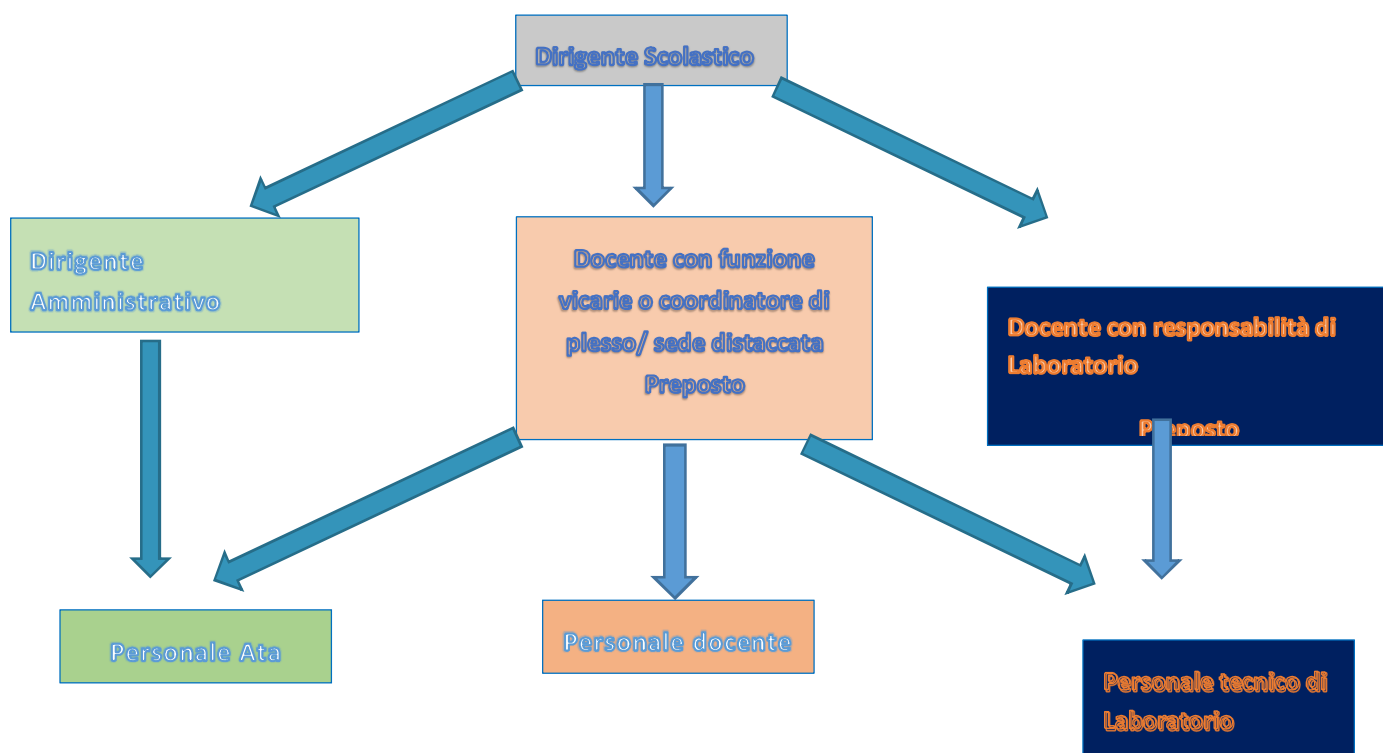 Dirigente Scolastico
Dirigente
Amministrativo
Docente con funzione
vicarie o coordinatore di
plesso/ sede distaccata
Preposto
Docente con responsabilità di
Laboratorio
Preposto
Personale Ata
Personale docente
Personale tecnico di
Laboratorio